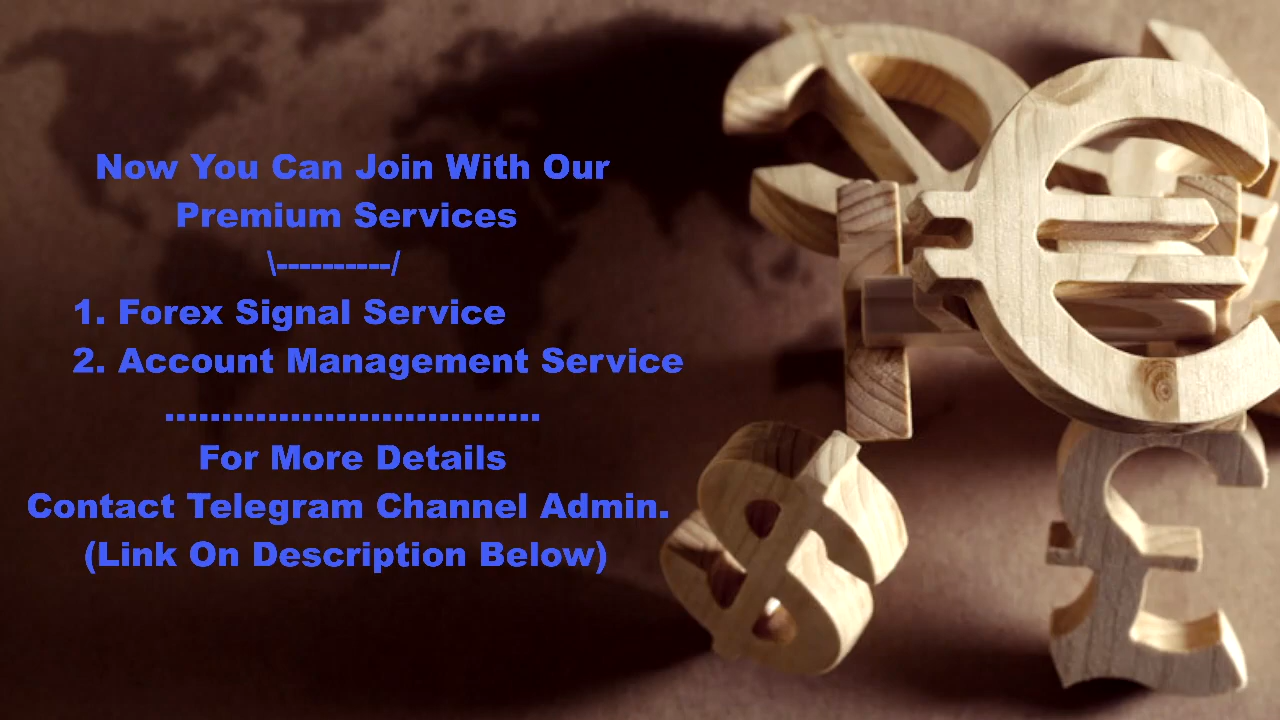 Now You Can Join With Our
Premium Services
\----------/
1. Forex Signal Service
2. Account Management Service
.................................
For More Details
Contact Telegram Channel Admin.
(Link On Description Below)